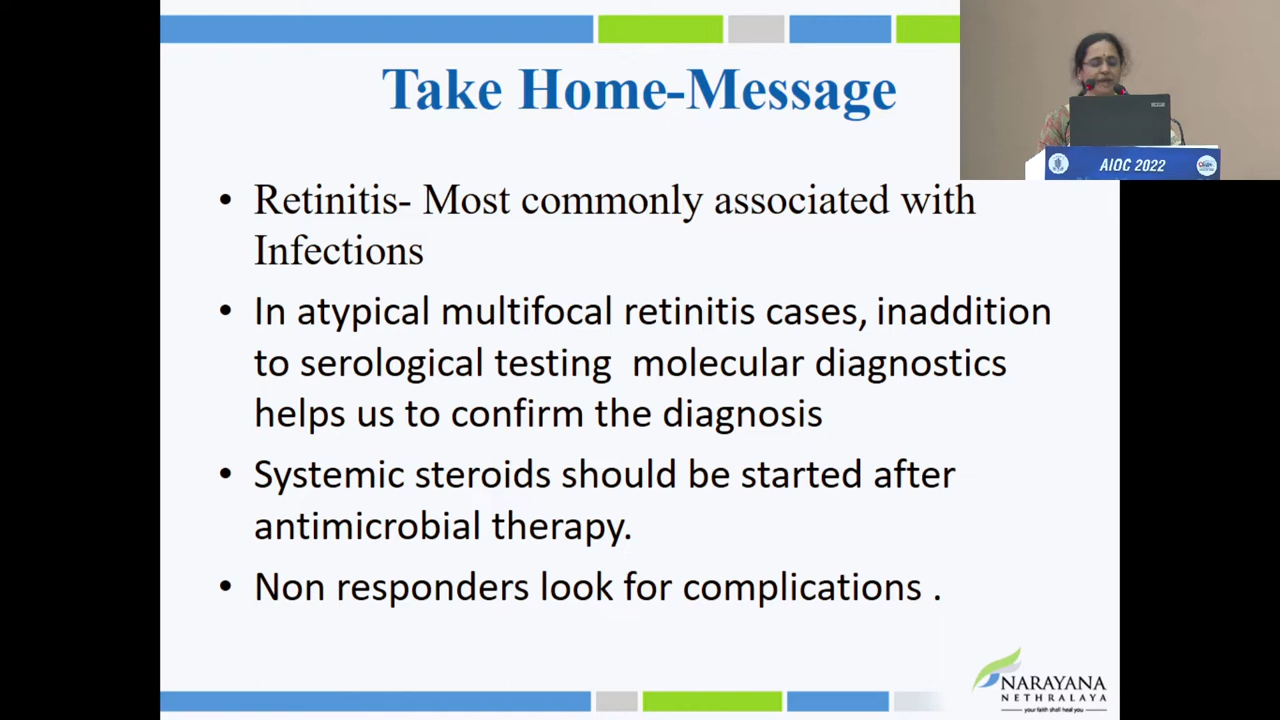 Take Home-Message
• Retinitis- Most commonly associated with
Infections
• In atypical multifocal retinitis cases, inaddition
to serological testing molecular diagnostics
helps us to confirm the diagnosis
• Systemic steroids should be started after
antimicrobial therapy.
• Non responders look for complications .
AIOC 2022
NARAYANA
NETHRALAYA
your faith shall heal you